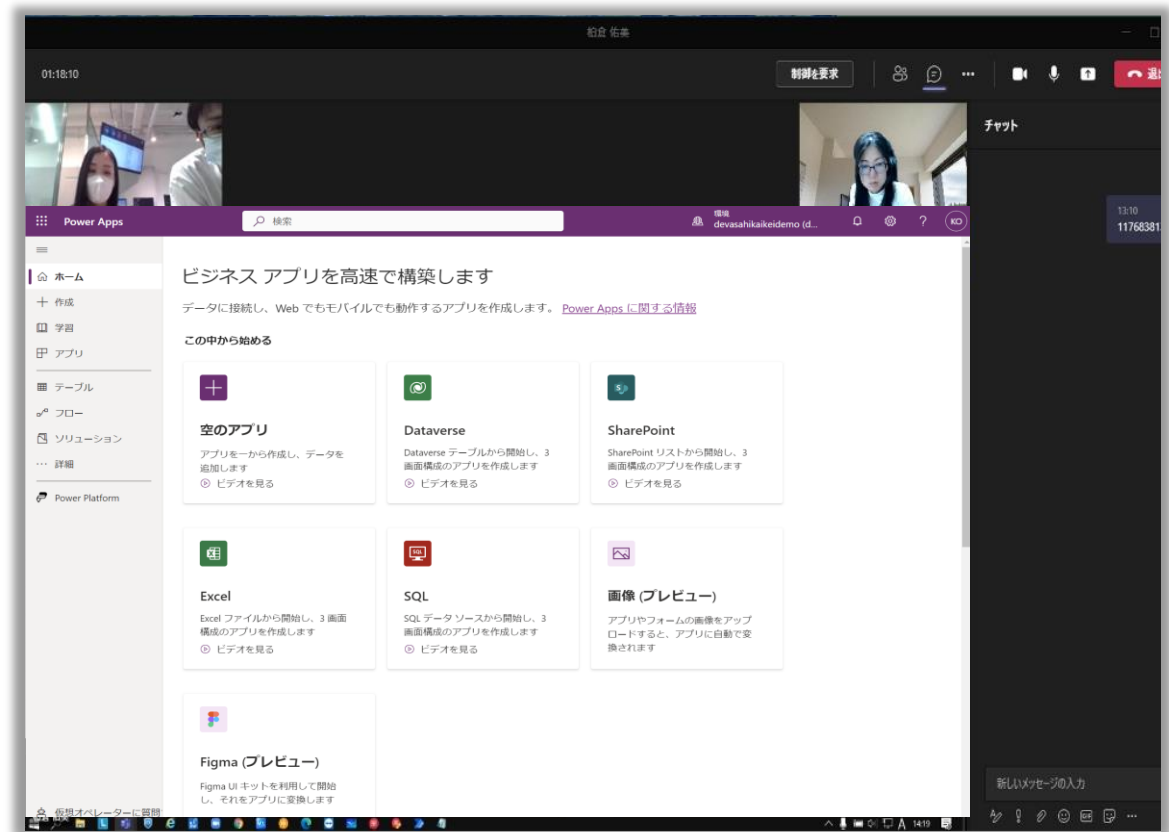 柏倉 佑美
01:18:10
制御を要求
チャット
13:10
Power Apps
検索
環境
devasahikaikeidemo (d...
?
KO
ホーム
作成
学習
アプリ
テーブル
フロー
ソリューション
詳細
Power Platform
仮想オペレーターに質問
ビジネス アプリを高速で構築します
データに接続し、Web でもモバイルでも動作するアプリを作成します。 Power Apps に関する情報
この中から始める
空のアプリ
アプリを一から作成し、データを
追加します
ビデオを見る
Dataverse
Dataverse テーブルから開始し、3
画面構成のアプリを作成します
ビデオを見る
SharePoint
SharePoint リストから開始し、3
画面構成のアプリを作成します
ビデオを見る
Excel
Excel ファイルから開始し、3 画面
構成のアプリを作成します
ビデオを見る
SQL
SQL データ ソースから開始し、3
画面構成のアプリを作成します
ビデオを見る
画像 (プレビュー)
アプリやフォームの画像をアップ
ロードすると、アプリに自動で変
換されます
Figma (プレビュー)
Figma UI キットを利用して開始
し、それをアプリに変換します
新しいメッセージの入力
GIF
A
14:19